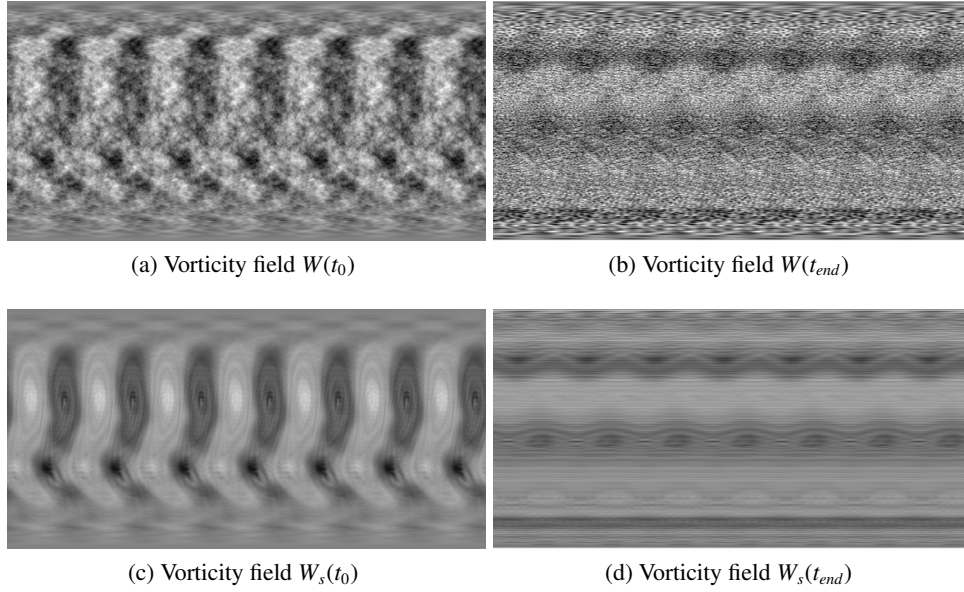 (a) Vorticity field W(t0)
(b) Vorticity field W(tend)
(c) Vorticity field Ws(t0)
(d) Vorticity field Ws(tend)